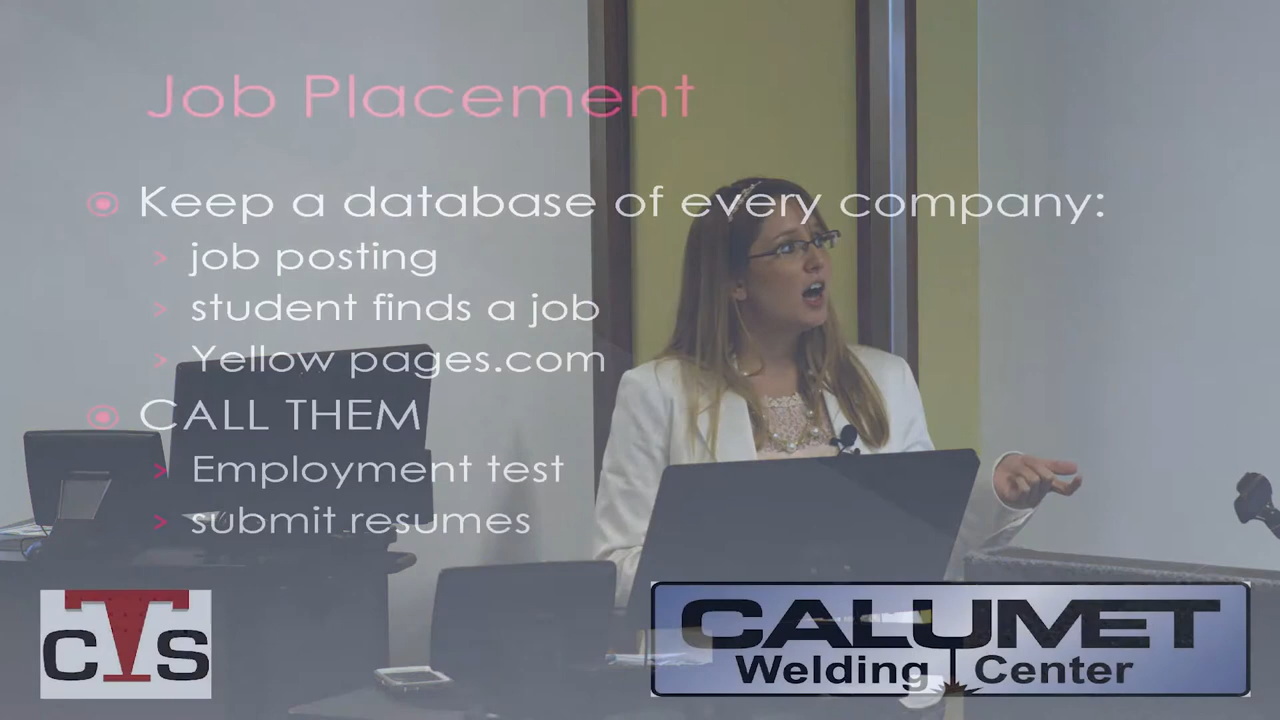 Job Placement
Keep a database of every company:
job posting
student finds a job
Yellow pages.com
CALL THEM
Employment test
submit resumes
CTS
CALUMET
Welding Center